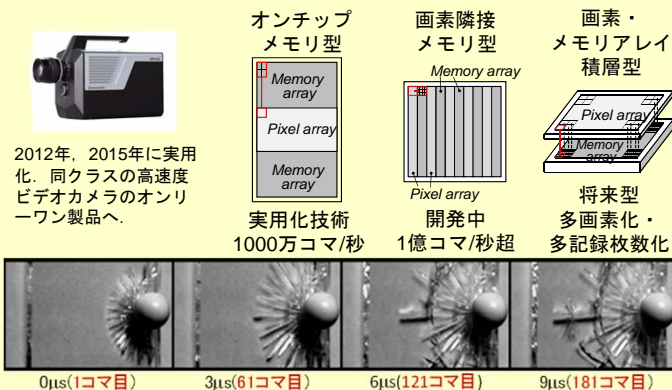 2012年，2015年に実用
化．同クラスの高速度
ビデオカメラのオンリ
ーワン製品へ．
オンチップ
メモリ型
Memory
array
Pixel array
Memory
array
実用化技術
1000万コマ/秒
画素隣接
メモリ型
Memory array
Pixel array
開発中
1億コマ/秒超
画素・
メモリアレイ
積層型
Pixel array
Memory
array
将来型
多画素化・
多記録枚数化
0μs(1コマ目)
3μs(61コマ目)
6μs(121コマ目)
9μs(181コマ目)